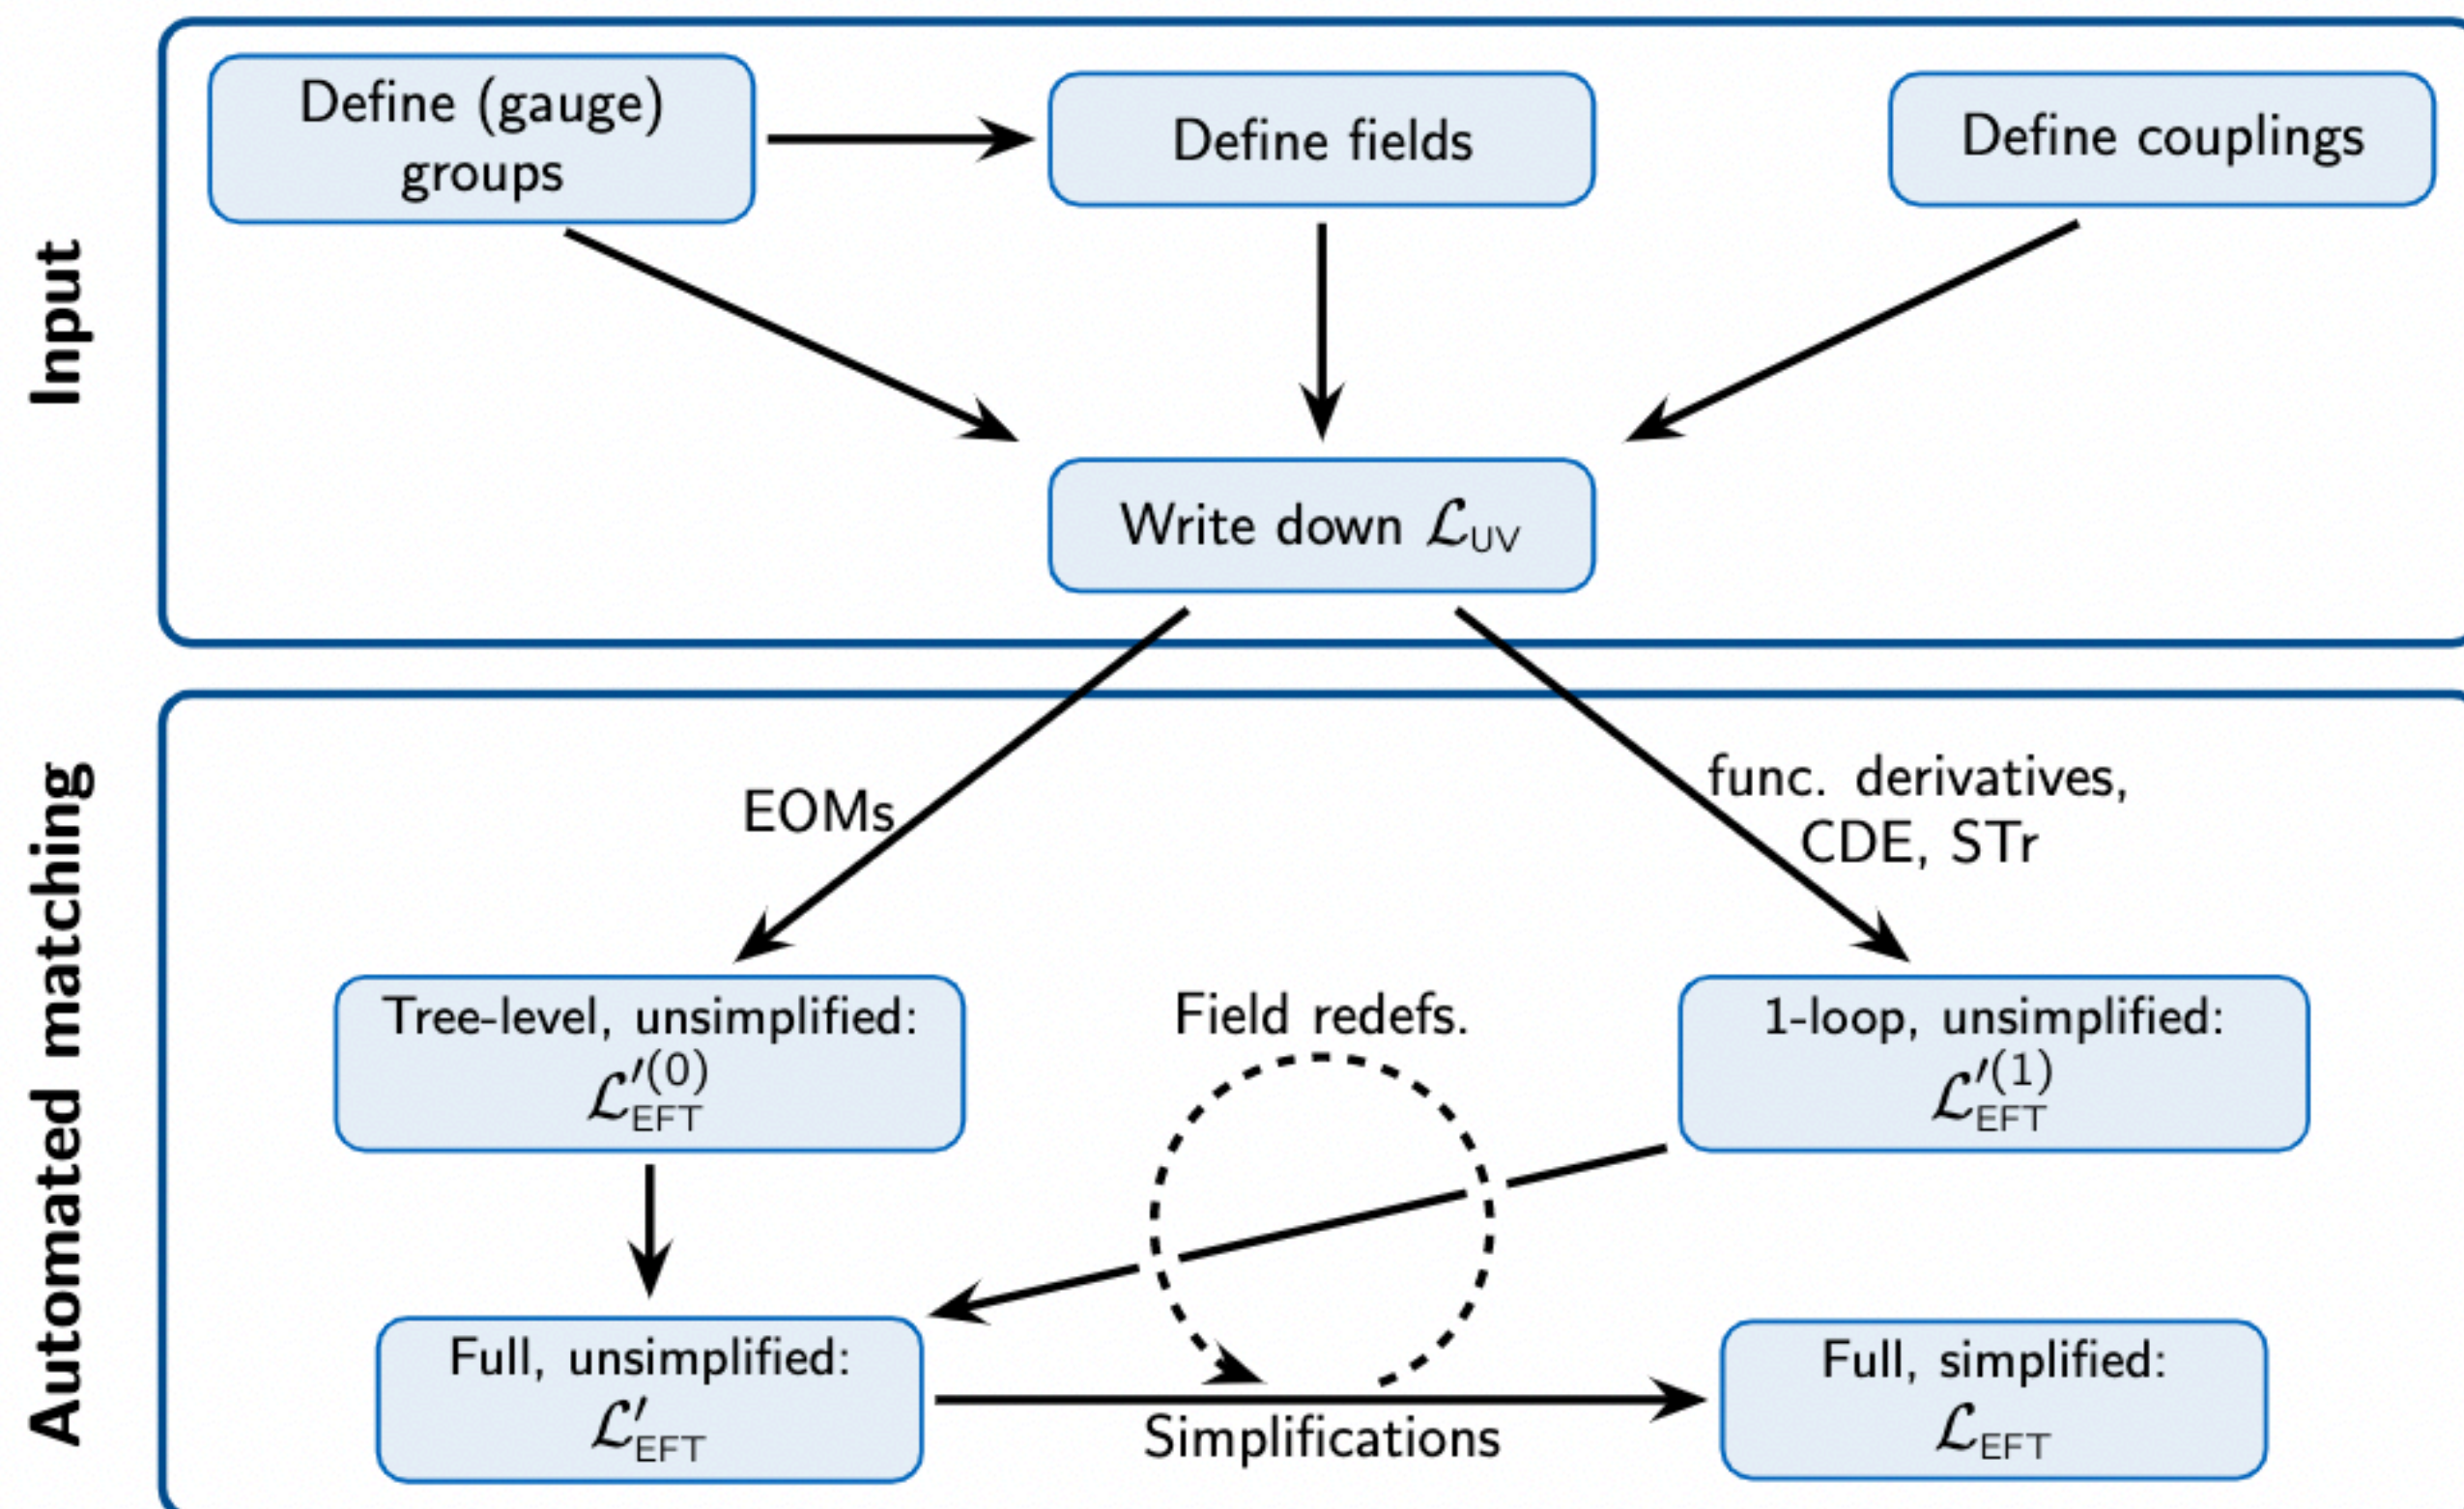 Input
Define (gauge)
groups
Define fields
Define couplings
Write down ℒ_UV
Automated matching
EOMs
func. derivatives,
CDE, STr
Tree-level, unsimplified:
ℒ′_EFT^(0)
Field redefs.
1-loop, unsimplified:
ℒ′_EFT^(1)
Full, unsimplified:
ℒ′_EFT
Simplifications
Full, simplified:
ℒ_EFT